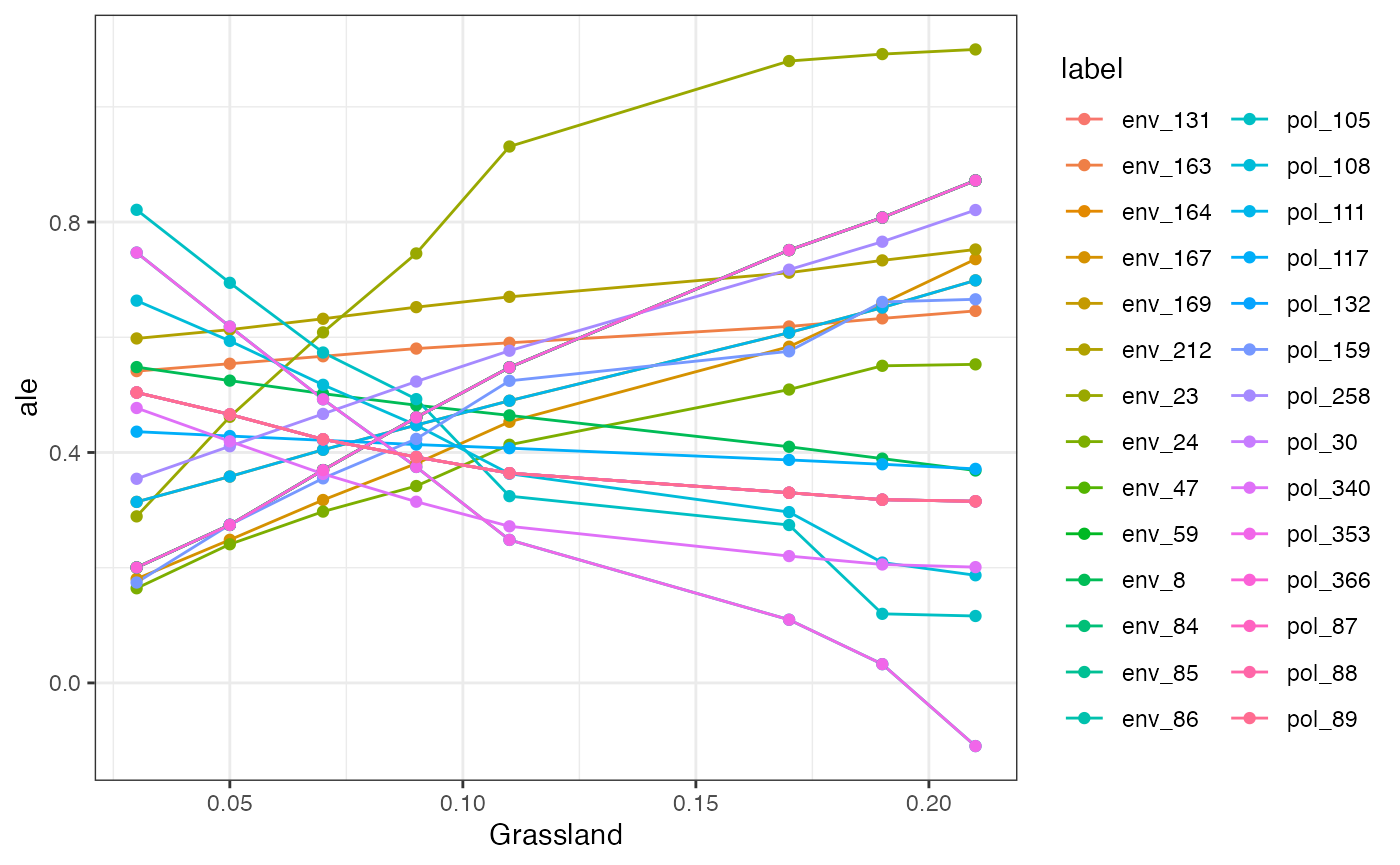 label
env_131
env_163
env_164
env_167
env_169
env_212
env_23
env_24
env_47
env_59
env_8
env_84
env_85
env_86
pol_105
pol_108
pol_111
pol_117
pol_132
pol_159
pol_258
pol_30
pol_340
pol_353
pol_366
pol_87
pol_88
pol_89
ale
0.8
0.4
0.0
0.05 0.10 0.15 0.20
Grassland